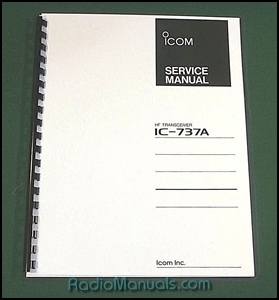 ICOM
SERVICE
MANUAL
HF TRANSCEIVER
IC-737A
Icom Inc.
RadioManuals.com